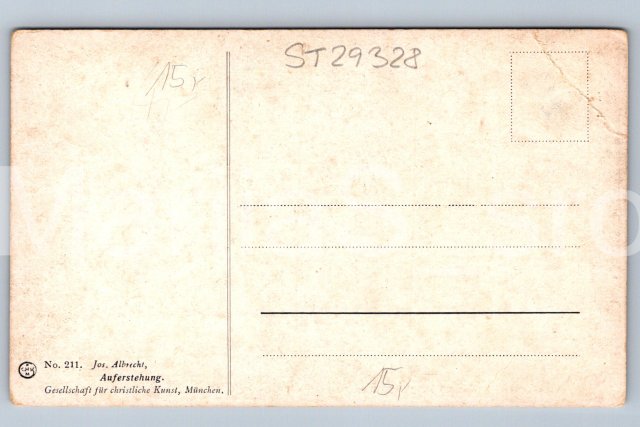 ST29328
15
No. 211. Jos. Albrecht,
Auferstehung.
Gesellschaft für christliche Kunst, München.
15